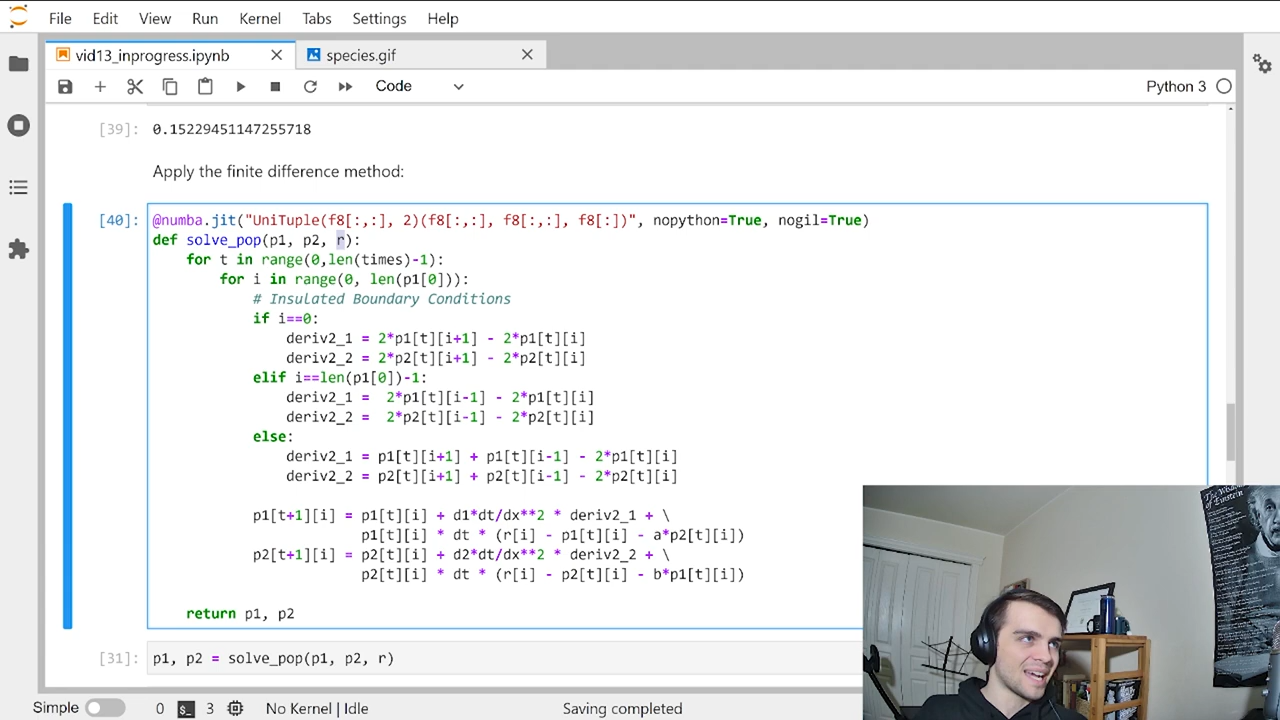 File Edit View Run Kernel Tabs Settings Help
vid13_inprogress.ipynb
species.gif
Code
Python 3
[39]: 0.15229451147255718
Apply the finite difference method:
[40]: @numba.jit("UniTuple(f8[:,:], 2)(f8[:,:], f8[:,:], f8[:])", nopython=True, nogil=True)
def solve_pop(p1, p2, r):
    for t in range(0,len(times)-1):
        for i in range(0, len(p1[0])):
            # Insulated Boundary Conditions
            if i==0:
                deriv2_1 = 2*p1[t][i+1] - 2*p1[t][i]
                deriv2_2 = 2*p2[t][i+1] - 2*p2[t][i]
            elif i==len(p1[0])-1:
                deriv2_1 =  2*p1[t][i-1] - 2*p1[t][i]
                deriv2_2 =  2*p2[t][i-1] - 2*p2[t][i]
            else:
                deriv2_1 = p1[t][i+1] + p1[t][i-1] - 2*p1[t][i]
                deriv2_2 = p2[t][i+1] + p2[t][i-1] - 2*p2[t][i]
            p1[t+1][i] = p1[t][i] + d1*dt/dx**2 * deriv2_1 + \
                         p1[t][i] * dt * (r[i] - p1[t][i] - a*p2[t][i])
            p2[t+1][i] = p2[t][i] + d2*dt/dx**2 * deriv2_2 + \
                         p2[t][i] * dt * (r[i] - p2[t][i] - b*p1[t][i])
    return p1, p2
[31]: p1, p2 = solve_pop(p1, p2, r)
Simple 0 3 No Kernel | Idle Saving completed
The Wisdom
of Einstein